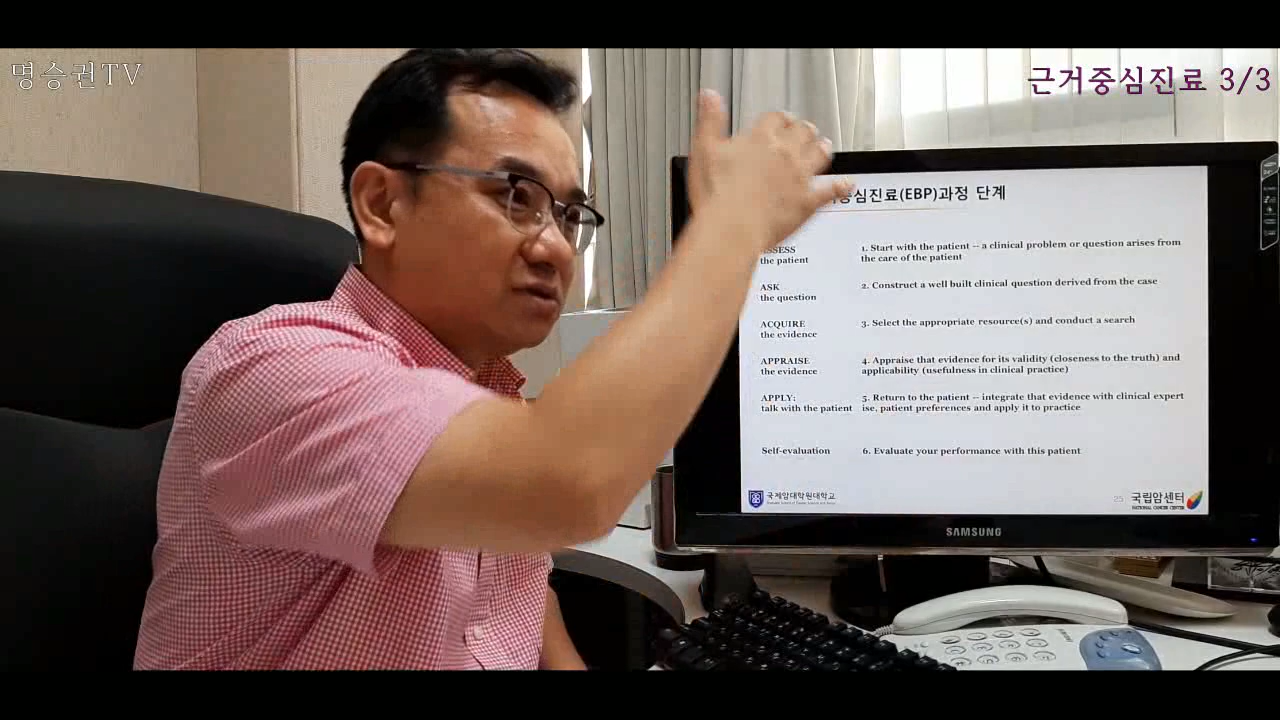 명승권TV
근거중심진료 3/3
중심진료(EBP)과정 단계
ASSESS
the patient
1. Start with the patient -- a clinical problem or question arises from
the care of the patient
ASK
the question
2. Construct a well built clinical question derived from the case
ACQUIRE
the evidence
3. Select the appropriate resource(s) and conduct a search
APPRAISE
the evidence
4. Appraise that evidence for its validity (closeness to the truth) and
applicability (usefulness in clinical practice)
APPLY:
talk with the patient
5. Return to the patient -- integrate that evidence with clinical expert
ise, patient preferences and apply it to practice
Self-evaluation
6. Evaluate your performance with this patient
국제암대학원대학교
25
국립암센터
NATIONAL CANCER CENTER
SAMSUNG